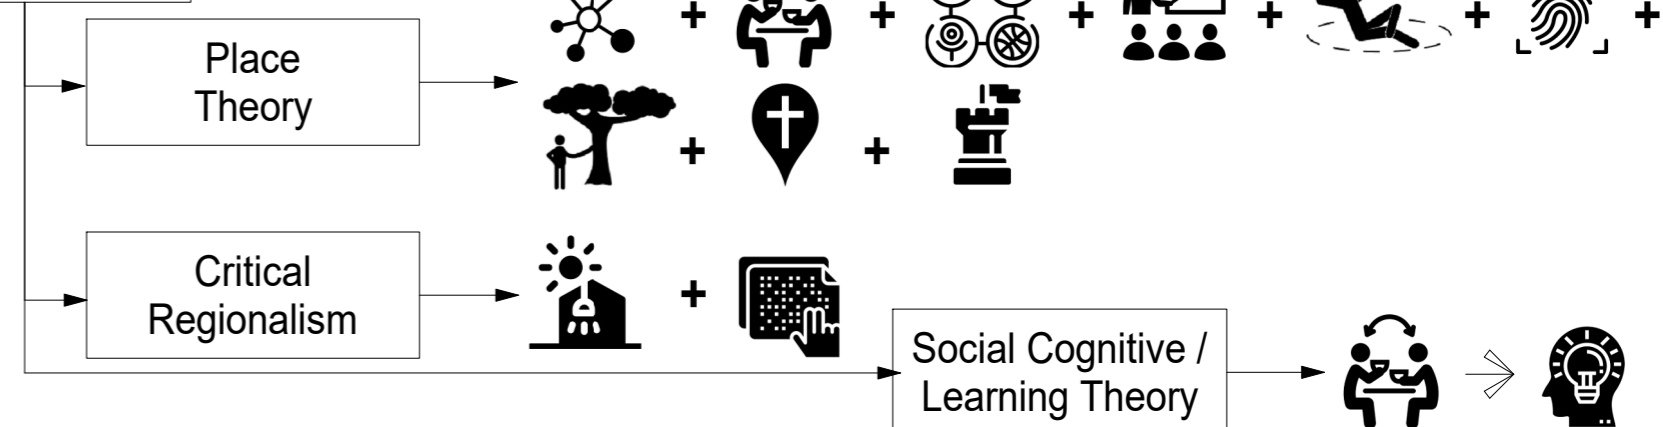 Place
Theory
+ + + + + +
+ +
Critical
Regionalism
+
Social Cognitive /
Learning Theory